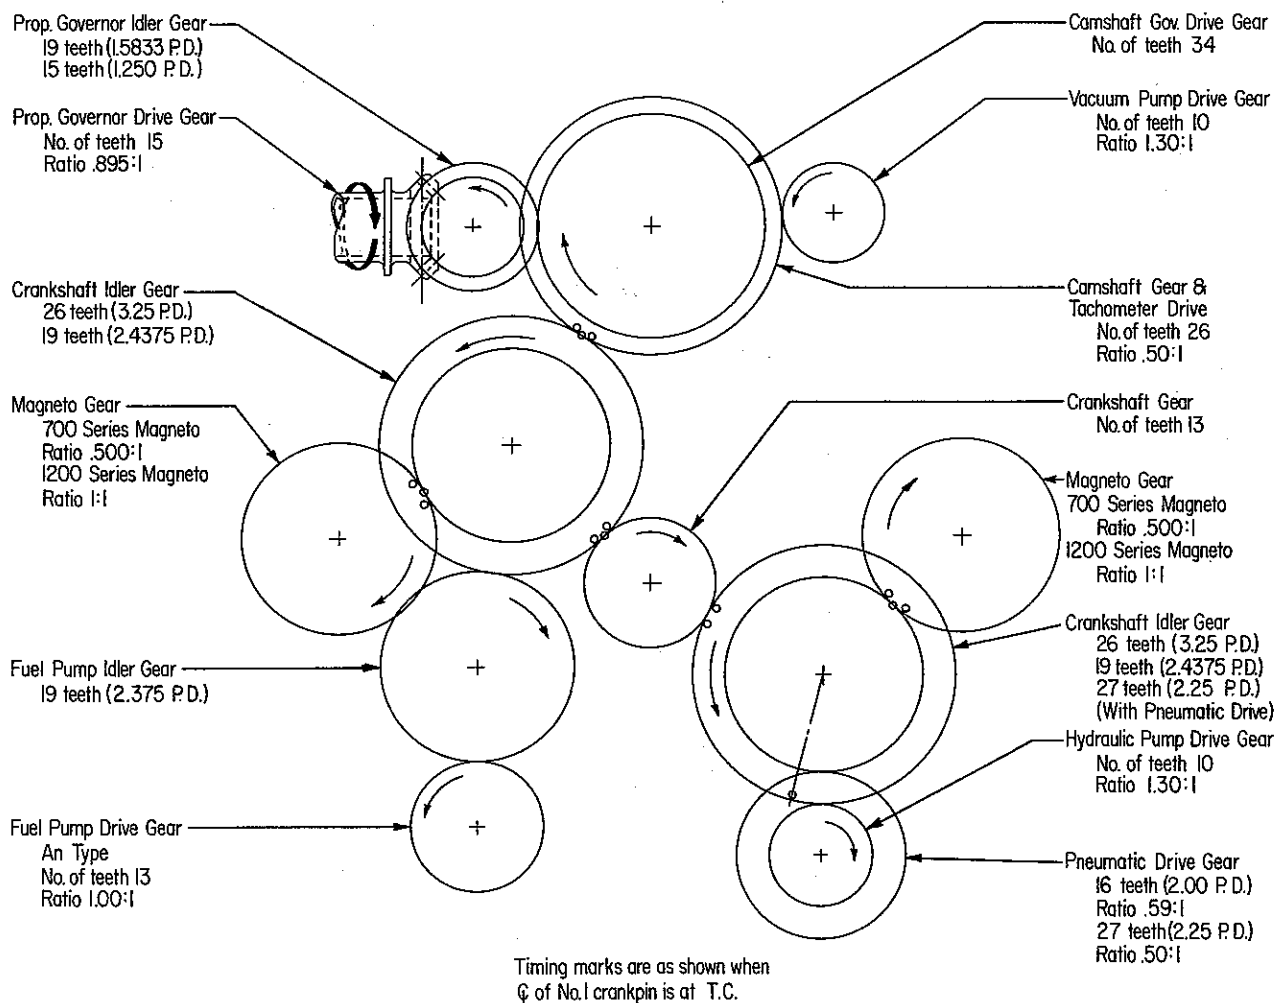 Prop. Governor Idler Gear
19 teeth (1.5833 P.D.)
15 teeth (1.250 P.D.)
Prop. Governor Drive Gear
No. of teeth 15
Ratio .895:1
Crankshaft Idler Gear
26 teeth (3.25 P.D.)
19 teeth (2.4375 P.D.)
Magneto Gear
700 Series Magneto
Ratio .500:1
1200 Series Magneto
Ratio 1:1
Fuel Pump Idler Gear
19 teeth (2.375 P.D.)
Fuel Pump Drive Gear
An Type
No. of teeth 13
Ratio 1.00:1
Camshaft Gov. Drive Gear
No. of teeth 34
Vacuum Pump Drive Gear
No. of teeth 10
Ratio 1.30:1
Camshaft Gear &
Tachometer Drive
No. of teeth 26
Ratio .50:1
Crankshaft Gear
No. of teeth 13
Magneto Gear
700 Series Magneto
Ratio .500:1
1200 Series Magneto
Ratio 1:1
Crankshaft Idler Gear
26 teeth (3.25 P.D.)
19 teeth (2.4375 P.D.)
27 teeth (2.25 P.D.)
(With Pneumatic Drive)
Hydraulic Pump Drive Gear
No. of teeth 10
Ratio 1.30:1
Pneumatic Drive Gear
16 teeth (2.00 P.D.)
Ratio .59:1
27 teeth (2.25 P.D.)
Ratio .50:1
Timing marks are as shown when
℄ of No. 1 crankpin is at T.C.